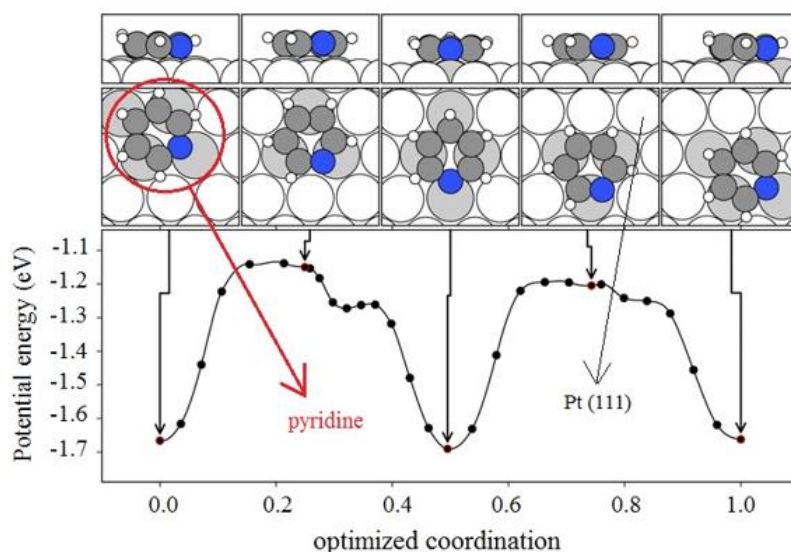 Potential energy (eV)
-1.1
-1.2
-1.3
-1.4
-1.5
-1.6
-1.7
pyridine
Pt (111)
0.0 0.2 0.4 0.6 0.8 1.0
optimized coordination